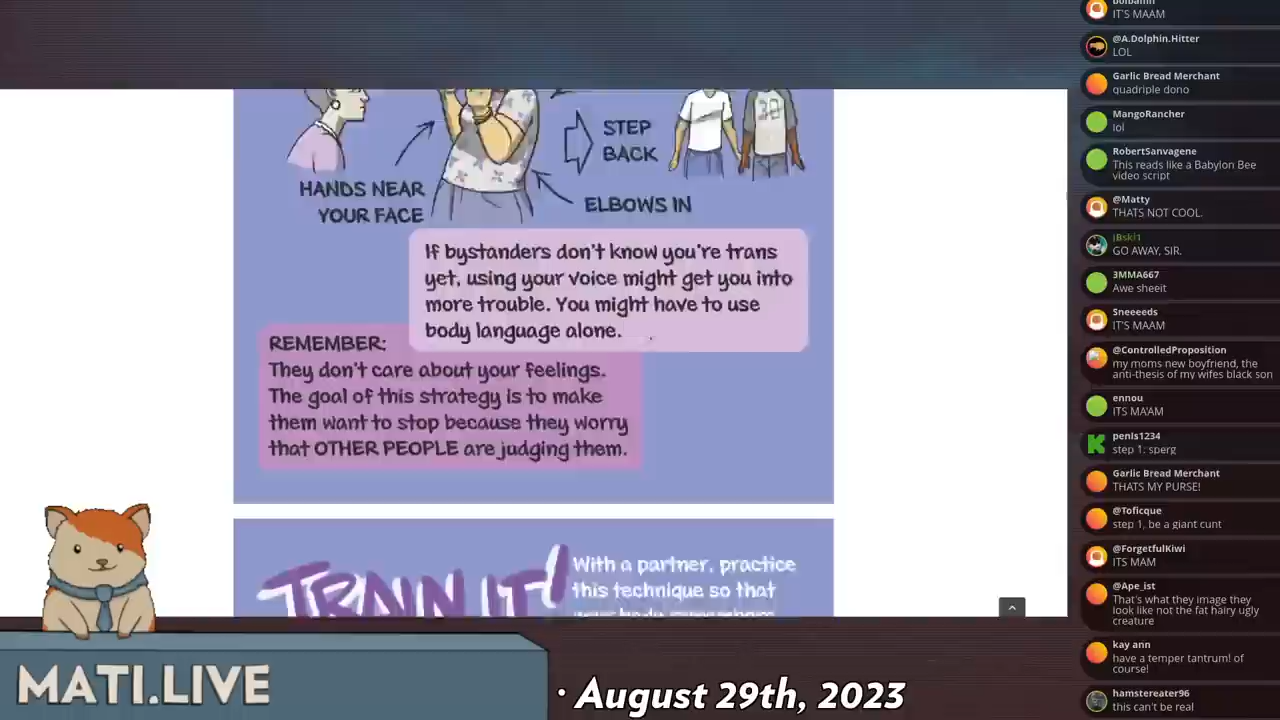 HANDS NEAR
YOUR FACE
STEP
BACK
ELBOWS IN
If bystanders don't know you're trans
yet, using your voice might get you into
more trouble. You might have to use
body language alone.
REMEMBER:
They don't care about your feelings.
The goal of this strategy is to make
them want to stop because they worry
that OTHER PEOPLE are judging them.
TRAIN IT!
With a partner, practice
this technique so that
MATI.LIVE
· August 29th, 2023
IT'S MAAM
@A.Dolphin.Hitter
LOL
Garlic Bread Merchant
quadriple dono
MangoRancher
lol
RobertSanvagene
This reads like a Babylon Bee
video script
@Matty
THATS NOT COOL.
GO AWAY, SIR.
3MMA667
Awe sheeit
Sneeeeds
IT'S MAAM
@ControlledProposition
my moms new boyfriend, the
anti-thesis of my wifes black son
ennou
ITS MA'AM
penis1234
step 1: sperg
Garlic Bread Merchant
THATS MY PURSE!
@Toficque
step 1, be a giant cunt
@ForgetfulKiwi
ITS MAM
@Ape_ist
That's what they image they
look like not the fat hairy ugly
creature
kay ann
have a temper tantrum! of
course!
hamstereater96
this can't be real